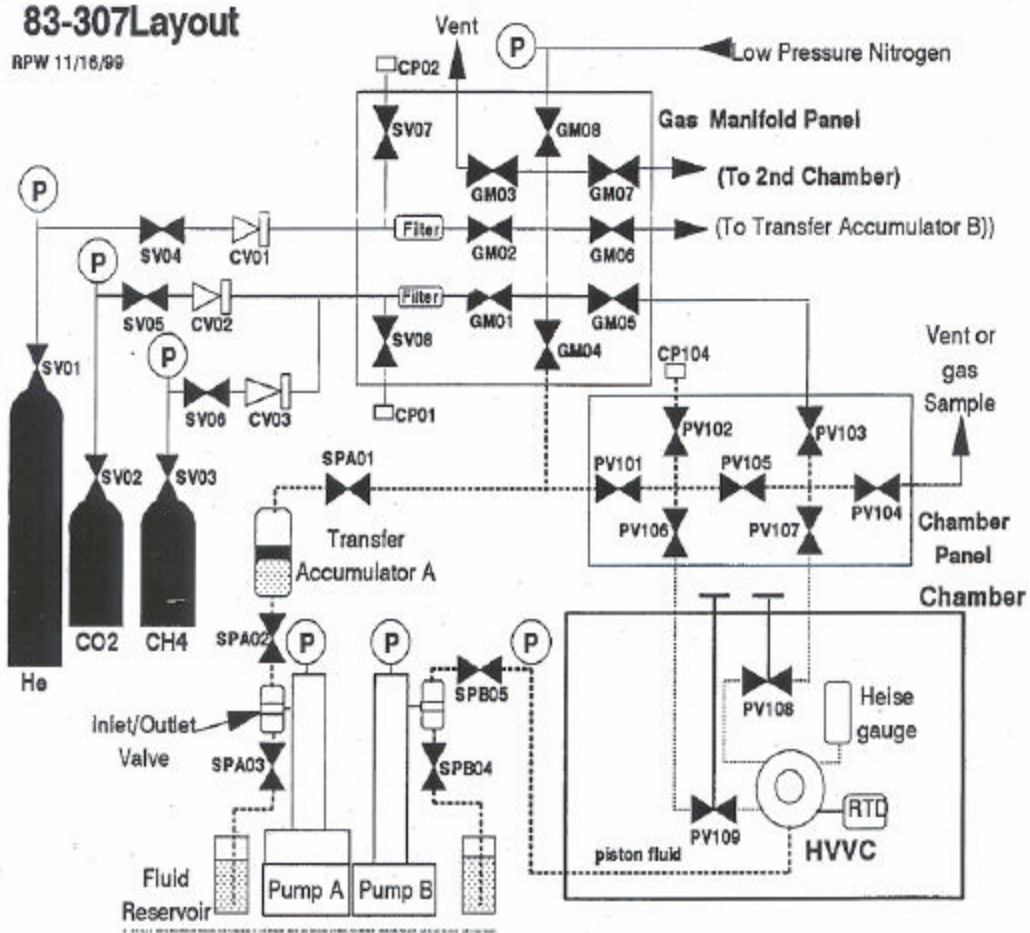 83-307Layout
RPW 11/16/99
Vent
P
Low Pressure Nitrogen
CP02
SV07
GM08
Gas Manifold Panel
P
GM03
GM07
(To 2nd Chamber)
Filter
SV04
CV01
GM02
GM06
(To Transfer Accumulator B))
P
Filter
SV05
CV02
GM01
GM05
SV08
GM04
SV01
P
CP104
Vent or
gas
Sample
SV06
CV03
CP01
PV102
PV103
SPA01
PV101
PV105
SV02
SV03
PV104
PV106
PV107
Chamber
Panel
Transfer
Accumulator A
Chamber
CO2
CH4
SPA02
P
P
P
He
SPB05
PV108
Heise
gauge
Inlet/Outlet
Valve
SPA03
SPB04
RTD
PV109
HVVC
piston fluid
Fluid
Reservoir
Pump A
Pump B